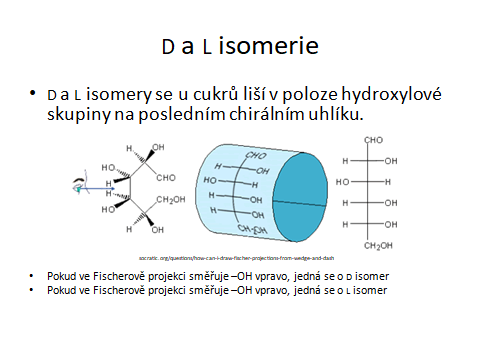 D a L isomerie
• D a L isomery se u cukrů liší v poloze hydroxylové
skupiny na posledním chirálním uhlíku.
H OH
HO CHO
H
H CH₂OH
HO
H OH
CHO
H OH
HO H
H OH
H OH
CH₂OH
CHO
H OH
HO H
H OH
H OH
CH₂OH
socratic.org/questions/how-can-i-draw-fischer-projections-from-wedge-and-dash
• Pokud ve Fischerově projekci směřuje –OH vpravo, jedná se o D isomer
• Pokud ve Fischerově projekci směřuje –OH vpravo, jedná se o L isomer